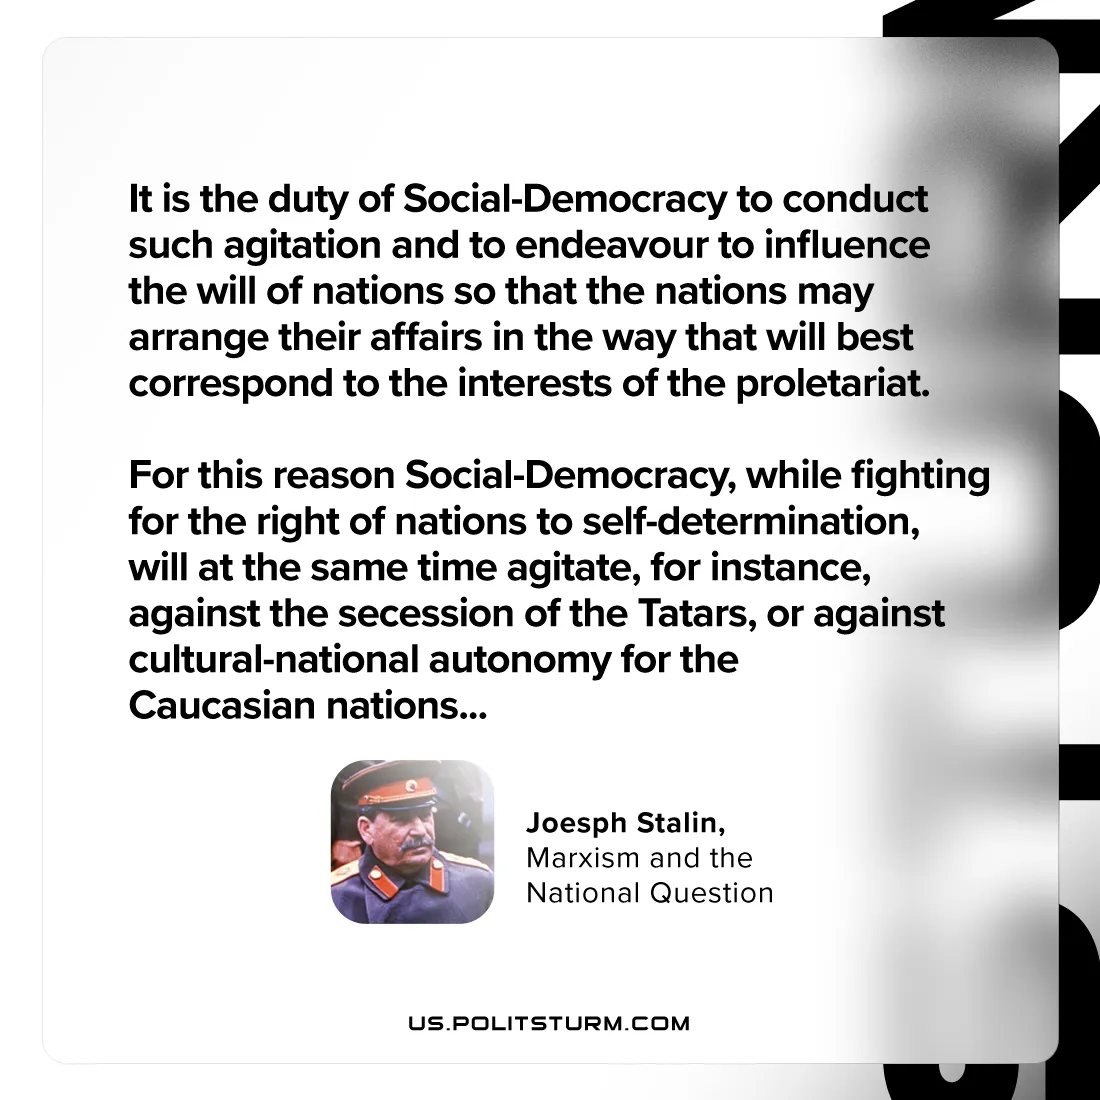 It is the duty of Social-Democracy to conduct
such agitation and to endeavour to influence
the will of nations so that the nations may
arrange their affairs in the way that will best
correspond to the interests of the proletariat.
For this reason Social-Democracy, while fighting
for the right of nations to self-determination,
will at the same time agitate, for instance,
against the secession of the Tatars, or against
cultural-national autonomy for the
Caucasian nations...
Joesph Stalin,
Marxism and the
National Question
US.POLITSTURM.COM